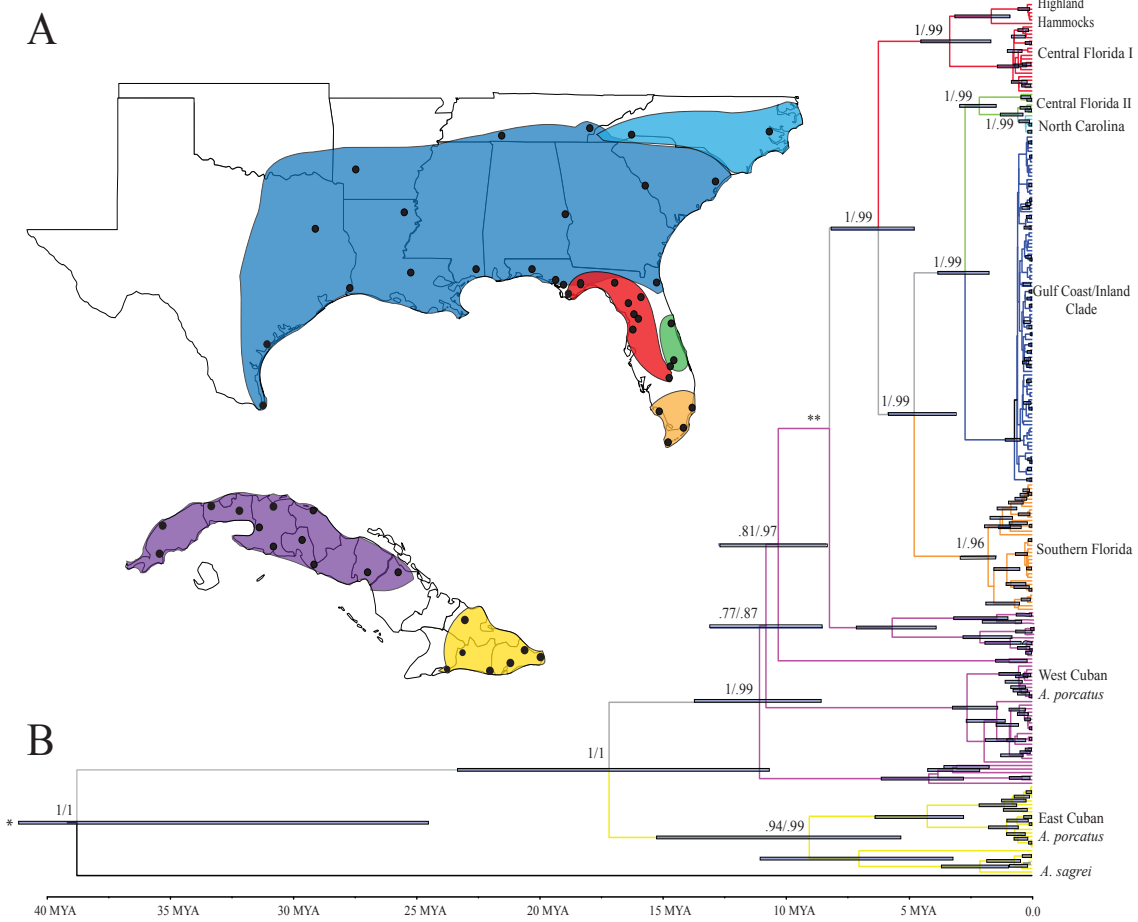 A
Highland
Hammocks
1/.99
Central Florida I
1/.99
Central Florida II
1/.99
North Carolina
1/.99
1/.99
Gulf Coast/Inland
Clade
1/.99
**
.81/.97
1/.96
Southern Florida
.77/.87
1/.99
West Cuban
A. porcatus
B
1/1
1/1
*
.94/.99
East Cuban
A. porcatus
A. sagrei
40 MYA
35 MYA
30 MYA
25 MYA
20 MYA
15 MYA
10 MYA
5 MYA
0.0